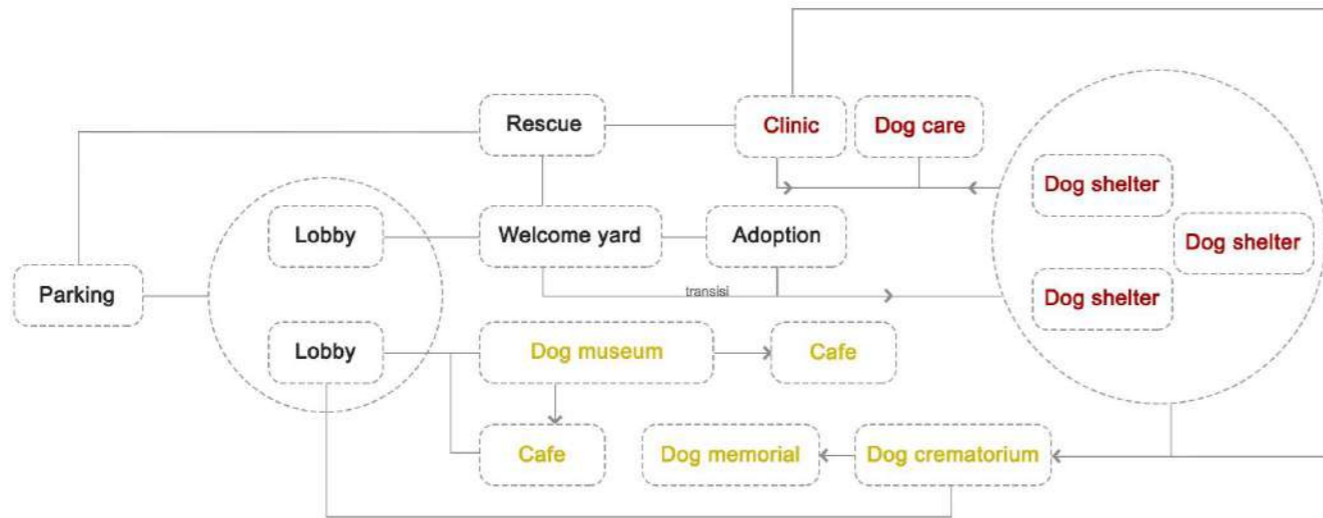 Rescue
Clinic
Dog care
Dog shelter
Lobby
Welcome yard
Adoption
Dog shelter
Parking
transisi
Dog shelter
Lobby
Dog museum
Cafe
Cafe
Dog memorial
Dog crematorium